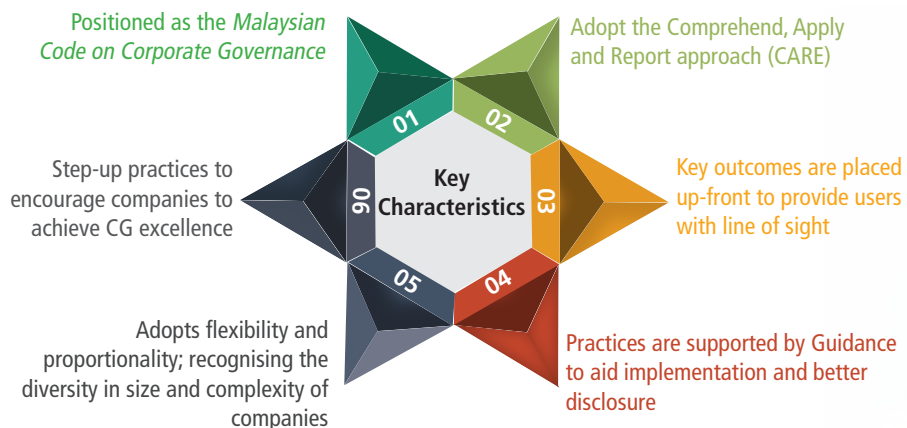 Positioned as the Malaysian
Code on Corporate Governance
01
Adopt the Comprehend, Apply
and Report approach (CARE)
02
Key
Characteristics
Key outcomes are placed
up-front to provide users
with line of sight
03
Practices are supported by Guidance
to aid implementation and better
disclosure
04
Adopts flexibility and
proportionality; recognising the
diversity in size and complexity of
companies
05
Step-up practices to
encourage companies to
achieve CG excellence
06